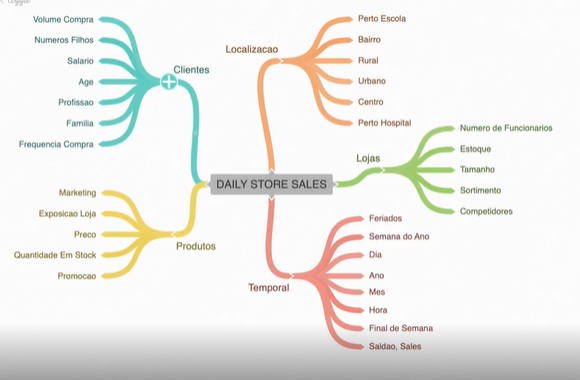 Volume Compra
Numeros Filhos
Salario
Age
Profissao
Familia
Frequencia Compra
Clientes
Marketing
Exposicao Loja
Preco
Quantidade Em Stock
Promocao
Produtos
DAILY STORE SALES
Localizacao
Perto Escola
Bairro
Rural
Urbano
Centro
Perto Hospital
Lojas
Numero de Funcionarios
Estoque
Tamanho
Sortimento
Competidores
Temporal
Feriados
Semana do Ano
Dia
Ano
Mes
Hora
Final de Semana
Saldao, Sales